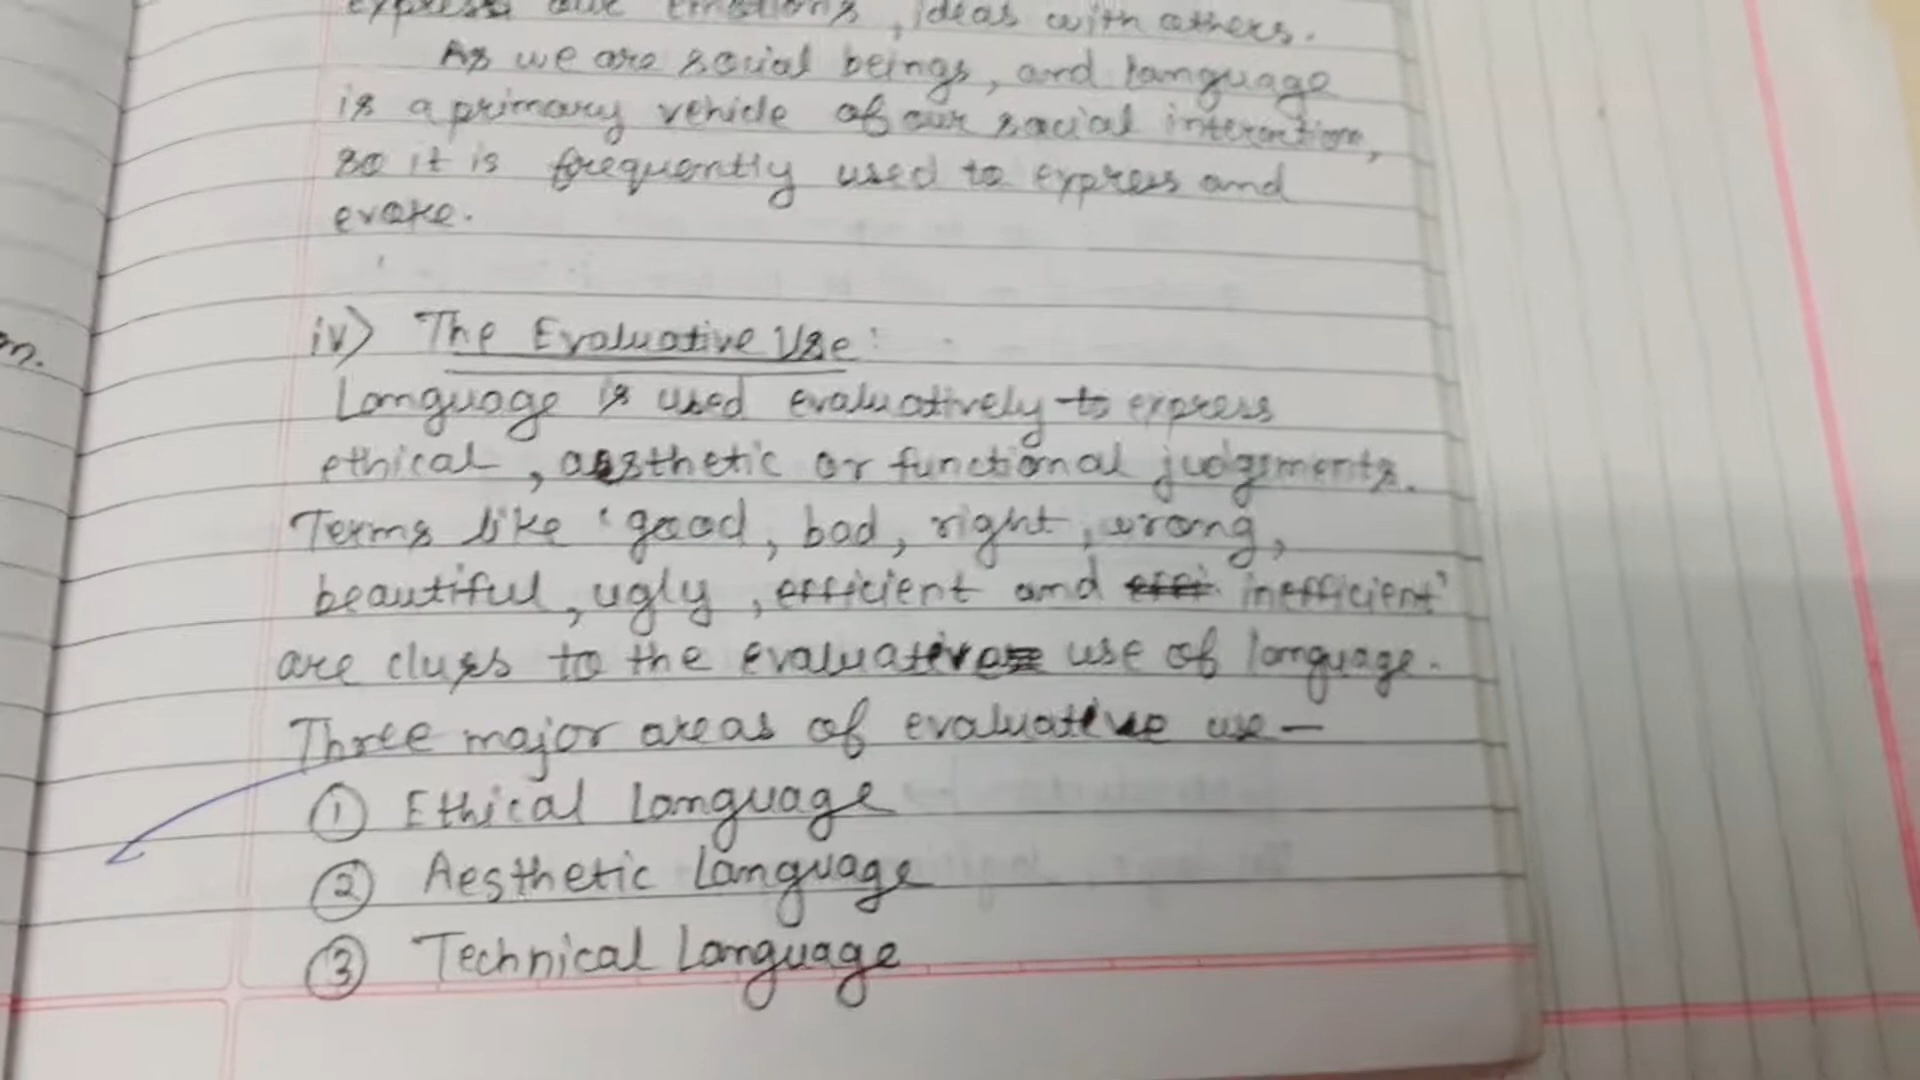 express our emotions, ideas with others.
As we are social beings, and language
is a primary vehicle of our social interaction,
so it is frequently used to express and
evoke.
iv) The Evaluative Use:
Language is used evaluatively to express
ethical, aesthetic or functional judgments.
Terms like 'good, bad, right, wrong,
beautiful, ugly, efficient and inefficient'
are clues to the evaluative use of language.
Three major areas of evaluative use —
① Ethical Language
② Aesthetic Language
③ Technical Language